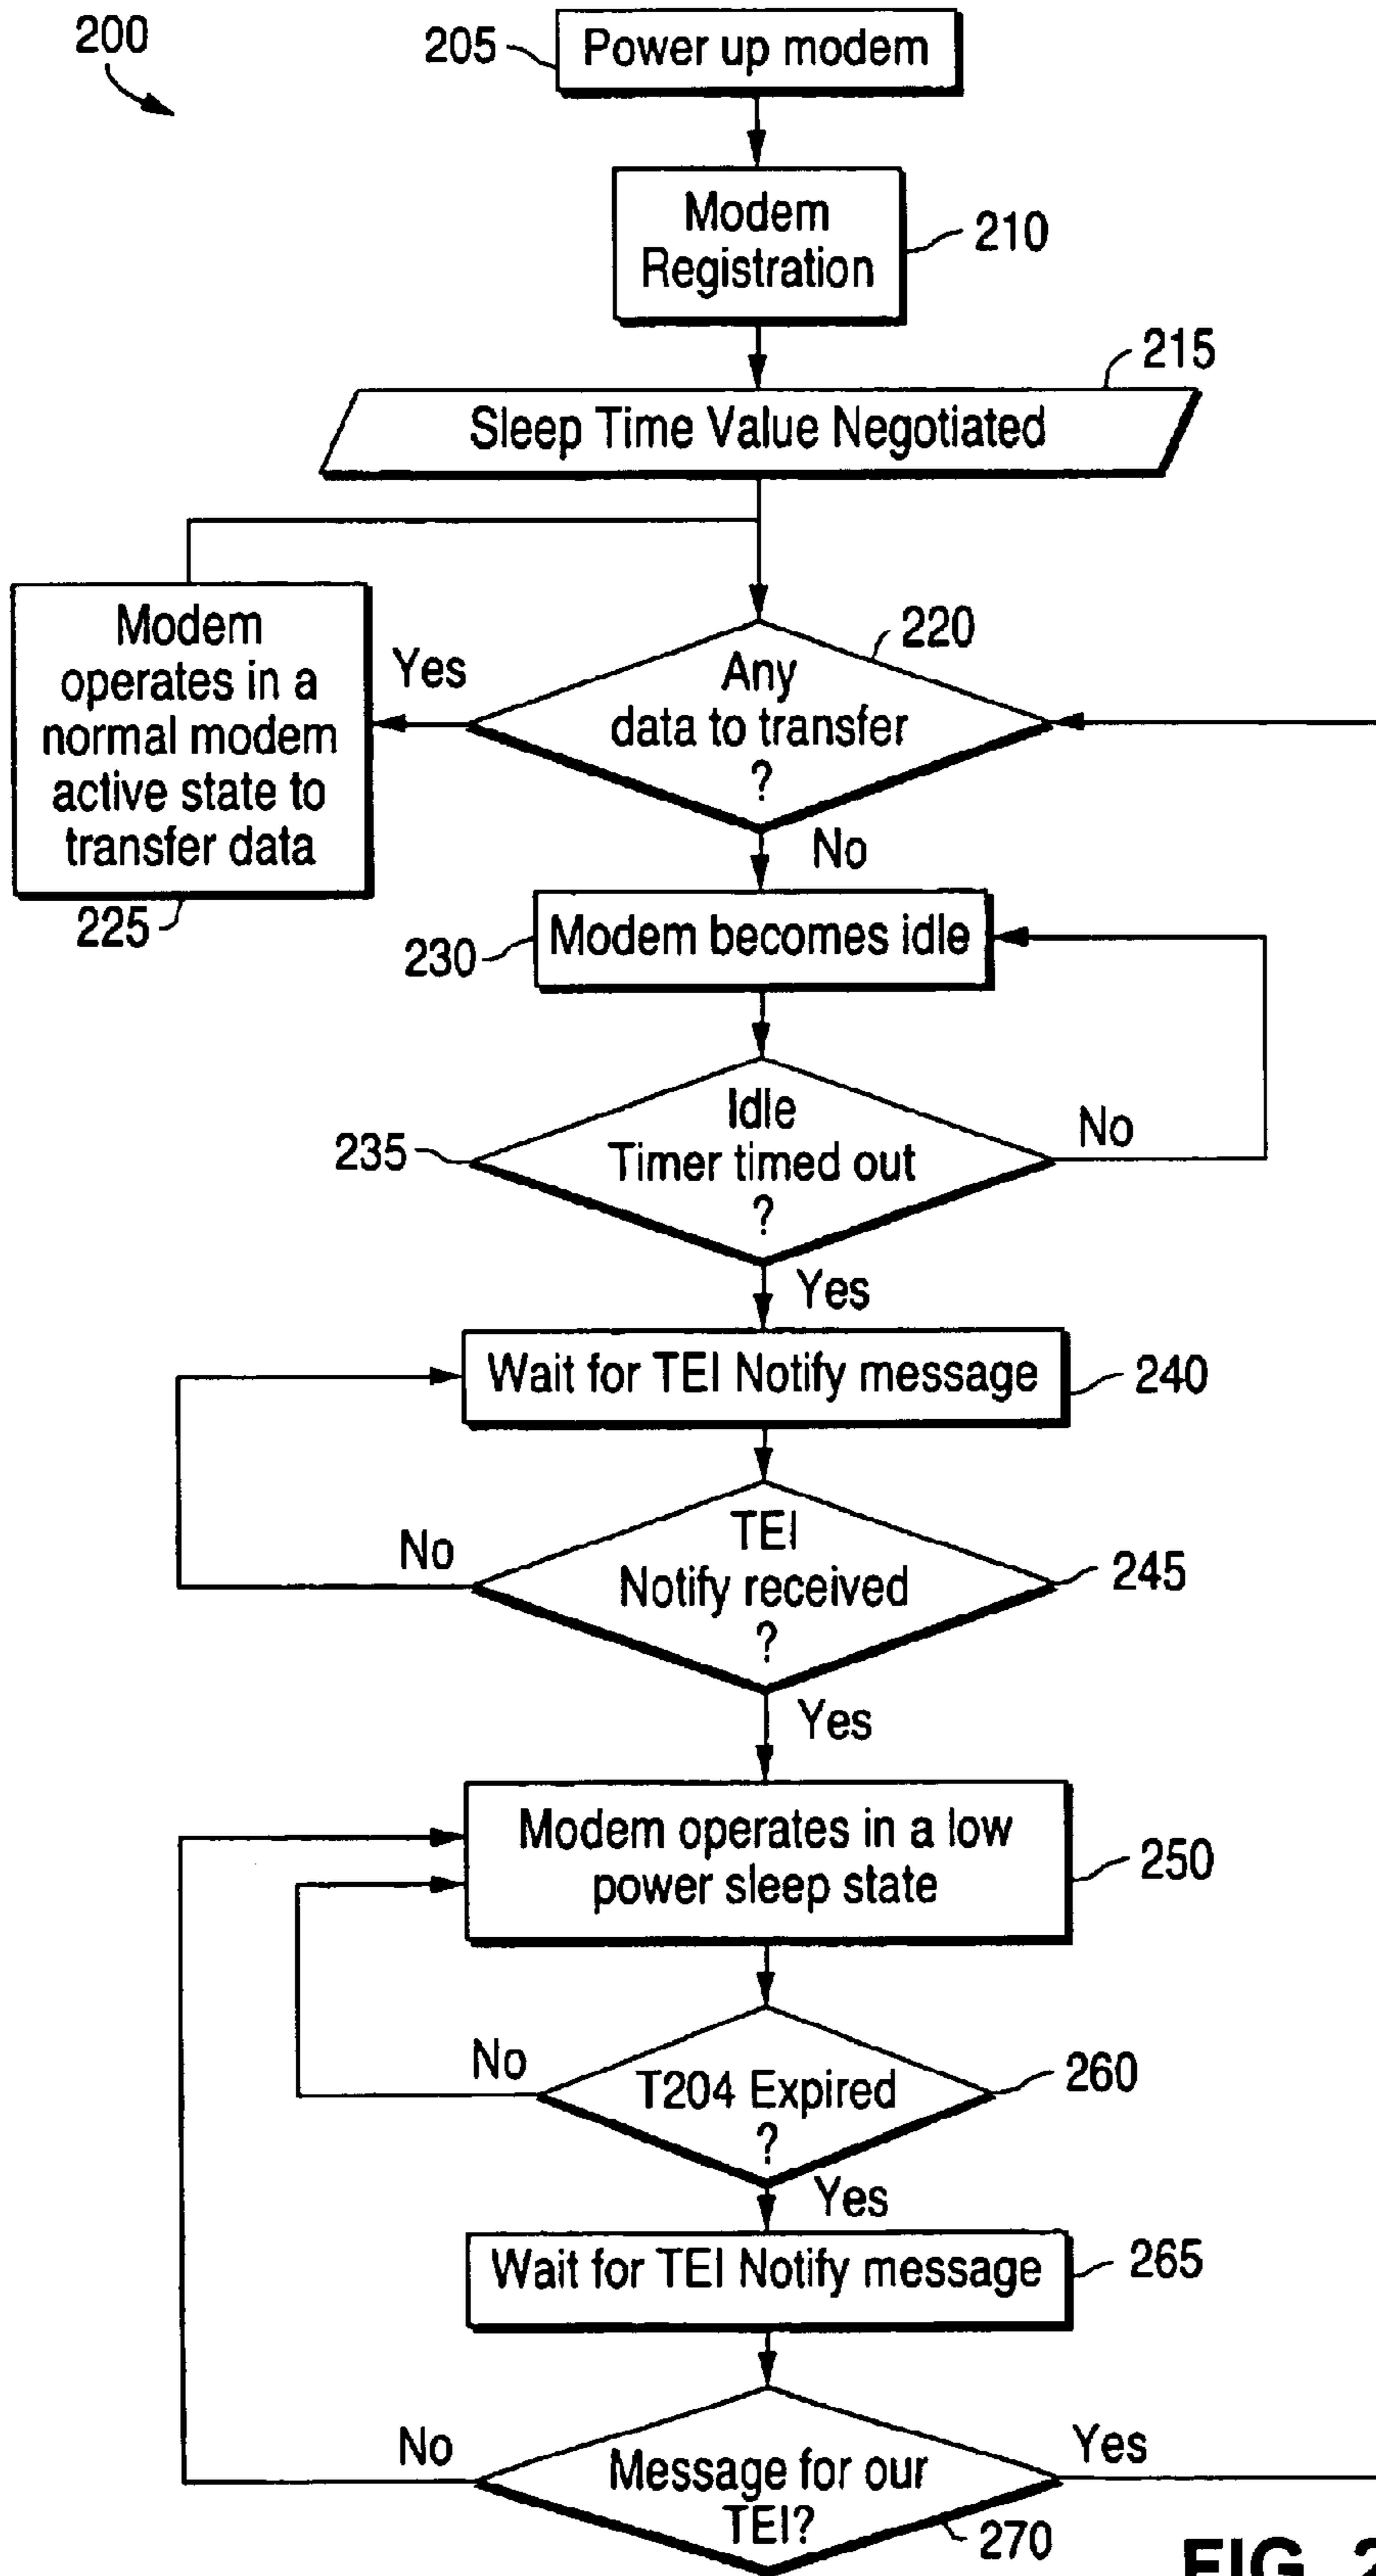 200
205
Power up modem
Modem
Registration
210
215
Sleep Time Value Negotiated
220
Any
data to transfer
?
Yes
Modem
operates in a
normal modem
active state to
transfer data
225
No
230
Modem becomes idle
Idle
Timer timed out
?
235
No
Yes
Wait for TEI Notify message
240
TEI
Notify received
?
No
245
Yes
Modem operates in a low
power sleep state
250
No
T204 Expired
?
260
Yes
Wait for TEI Notify message
265
No
Message for our
TEI?
Yes
270
FIG. 2